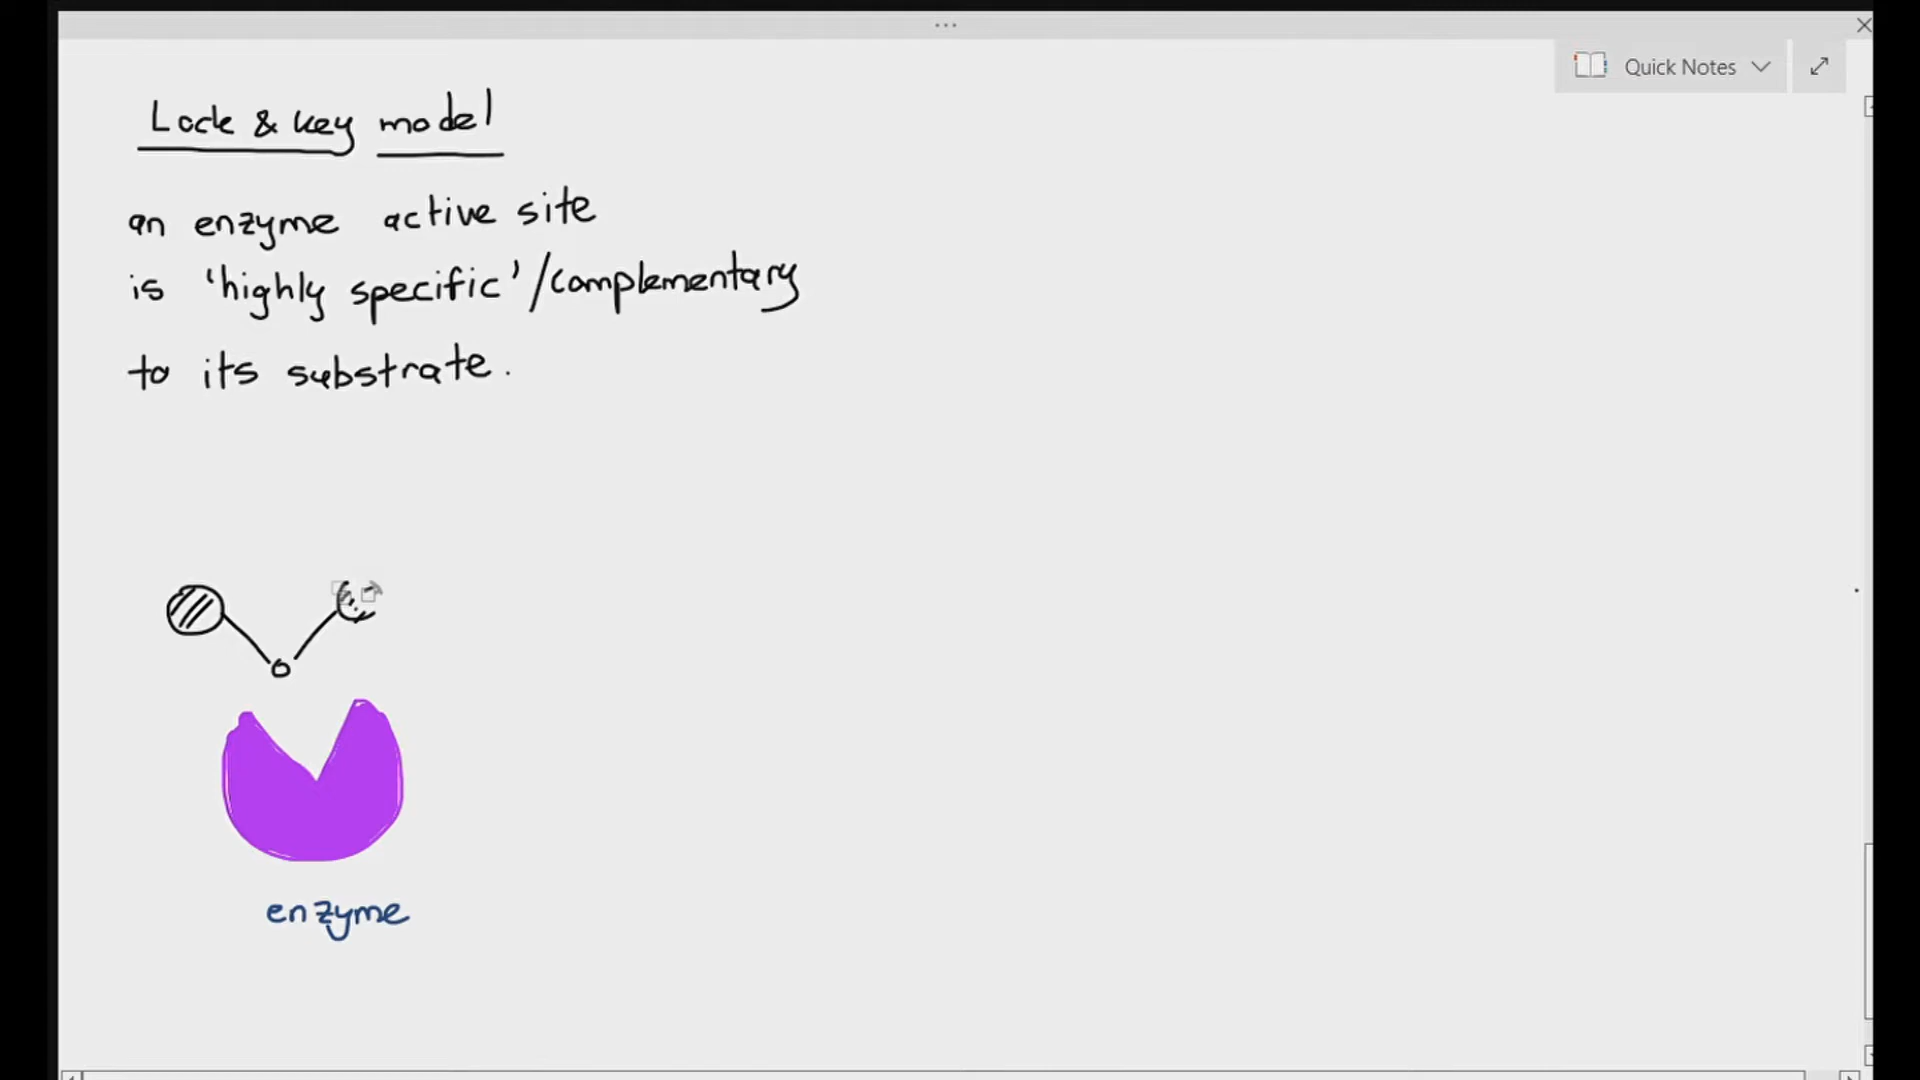 Quick Notes
Lock & key model
an enzyme active site
is 'highly specific'/complementary
to its substrate.
o
enzyme